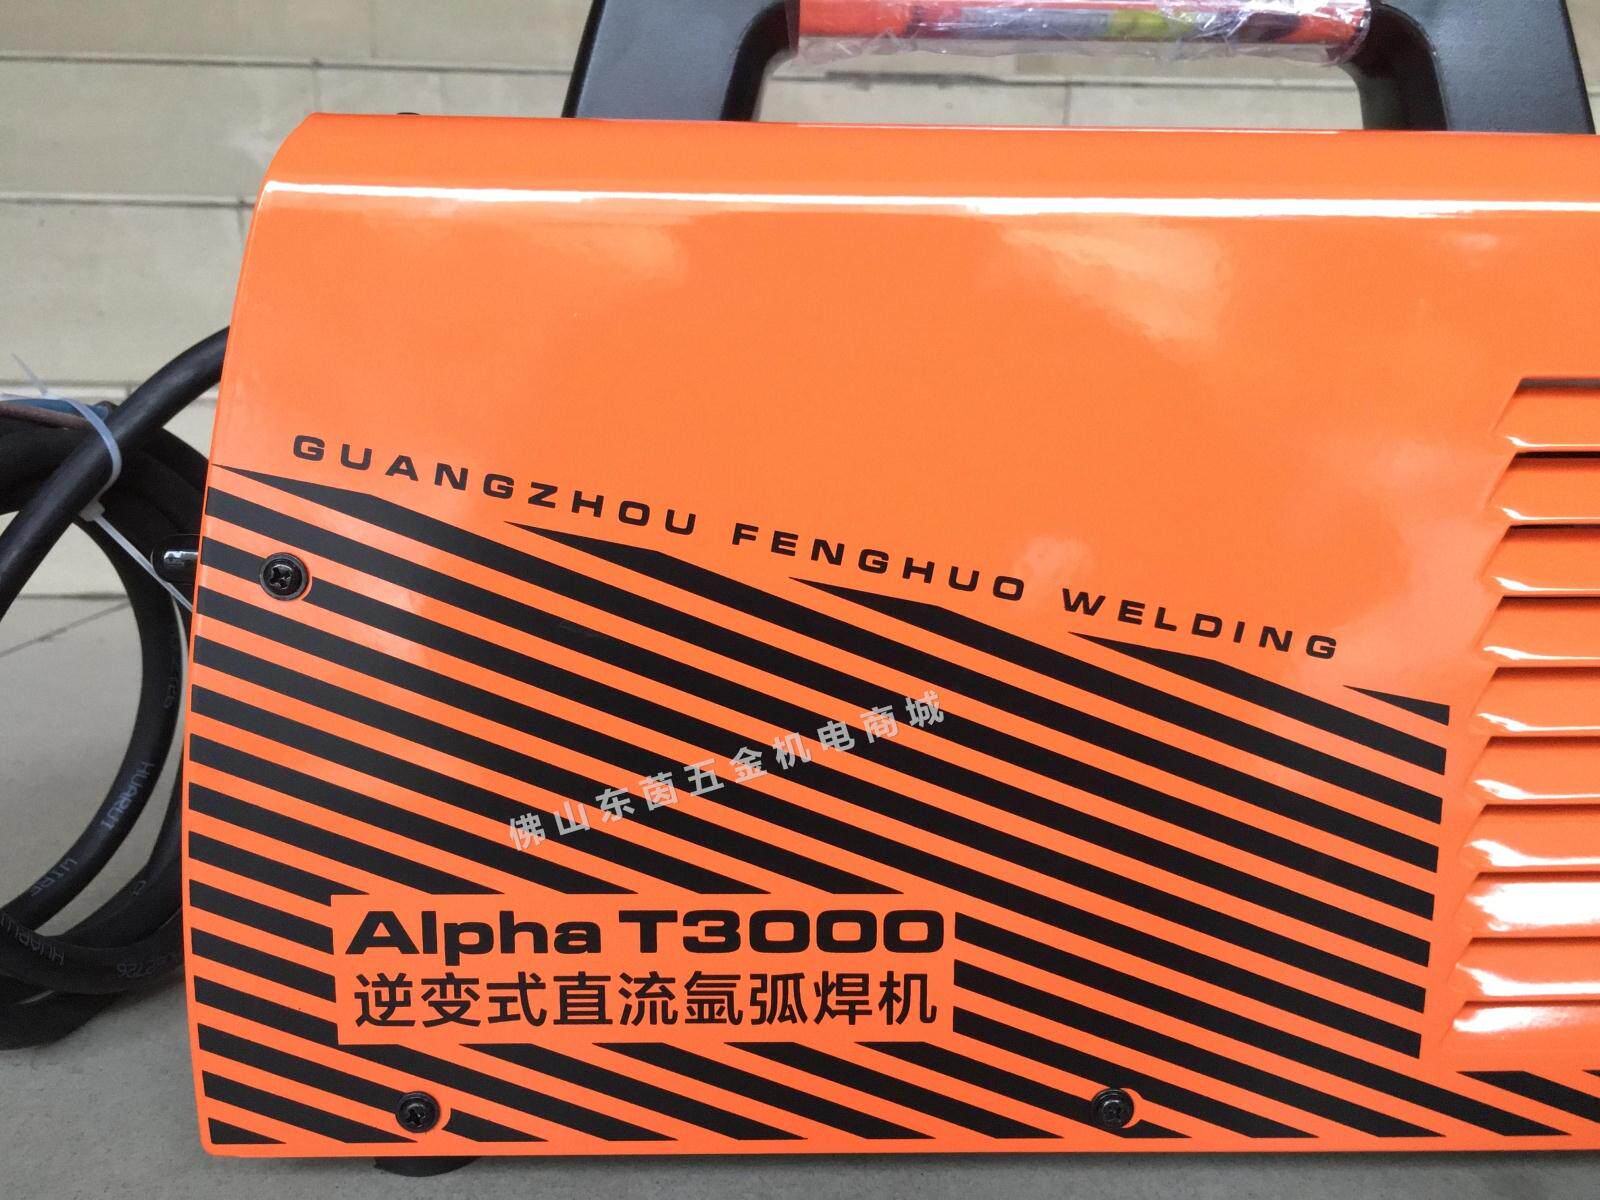 GUANGZHOU FENGHUO WELDING
佛山东茵五金机电商城
Alpha T3000
逆变式直流氩弧焊机
HUABUI